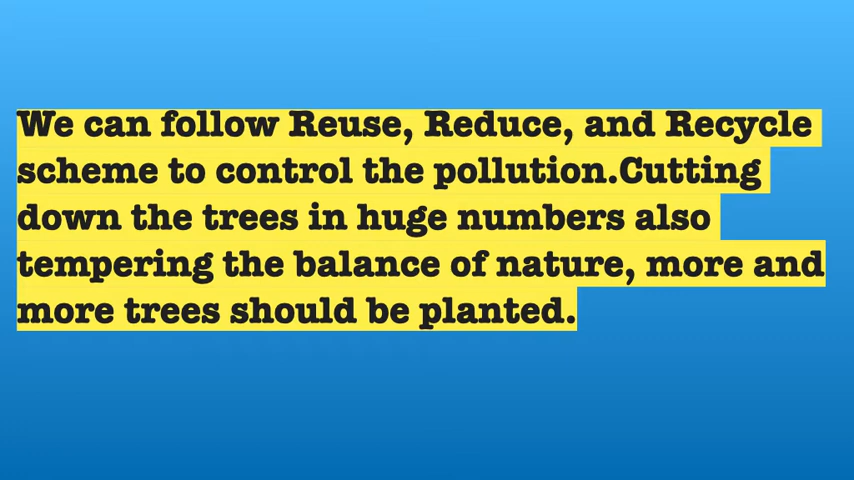 We can follow Reuse, Reduce, and Recycle
scheme to control the pollution.Cutting
down the trees in huge numbers also
tempering the balance of nature, more and
more trees should be planted.